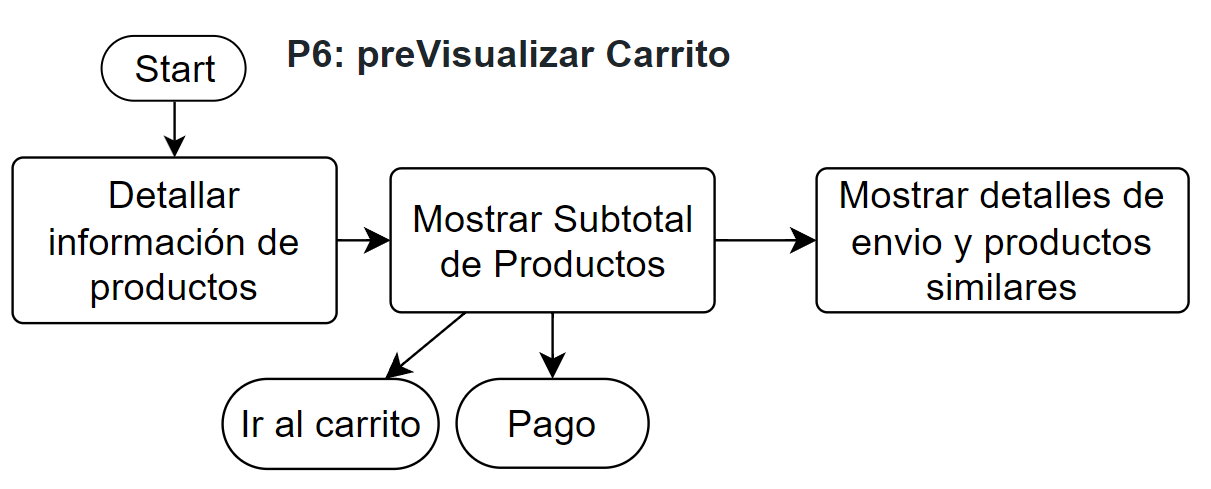 Start
P6: preVisualizar Carrito
Detallar
información de
productos
Mostrar Subtotal
de Productos
Mostrar detalles de
envio y productos
similares
Ir al carrito
Pago